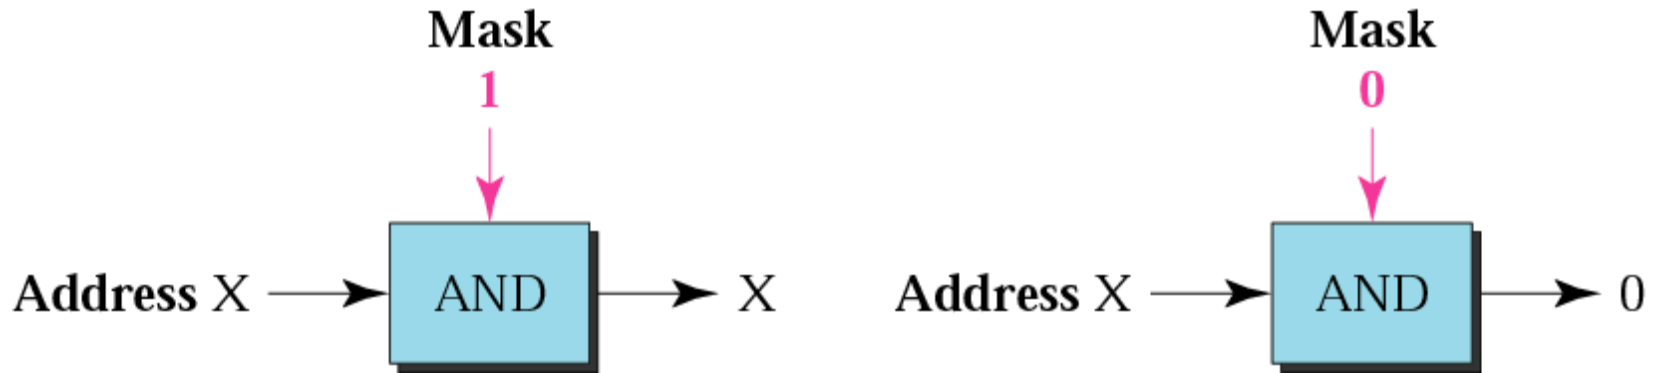 Mask Mask
1 0
Address X AND X Address X AND 0